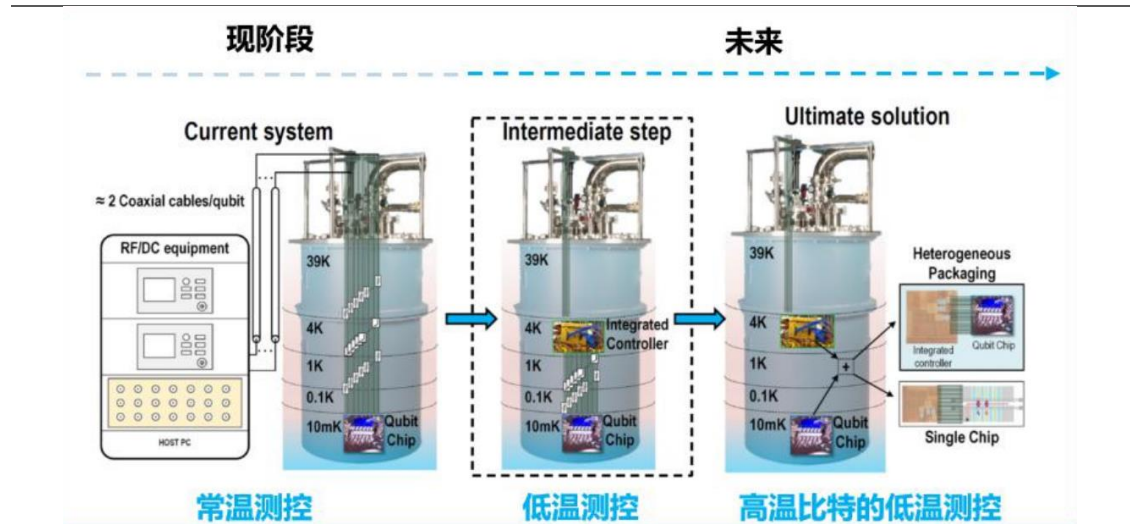 现阶段
未来
Current system
Intermediate step
Ultimate solution
≈ 2 Coaxial cables/qubit
RF/DC equipment
HOST PC
39K
4K
1K
0.1K
10mK
Qubit
Chip
39K
4K
Integrated
Controller
1K
0.1K
10mK
Qubit
Chip
39K
4K
1K
0.1K
10mK
Qubit
Chip
+
Heterogeneous
Packaging
Integrated
controller
Qubit Chip
Single Chip
常温测控
低温测控
高温比特的低温测控